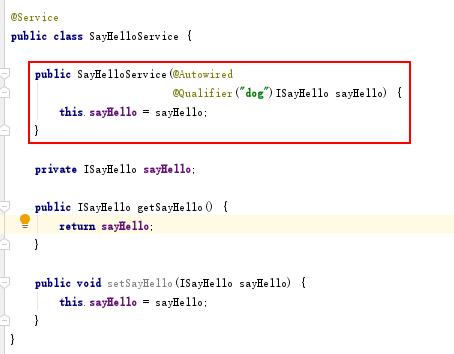 @Service
public class SayHelloService {
public SayHelloService(@Autowired
@Qualifier("dog")ISayHello sayHello) {
this.sayHello = sayHello;
}
private ISayHello sayHello;
public ISayHello getSayHello() {
return sayHello;
}
public void setSayHello(ISayHello sayHello) {
this.sayHello = sayHello;
}
}